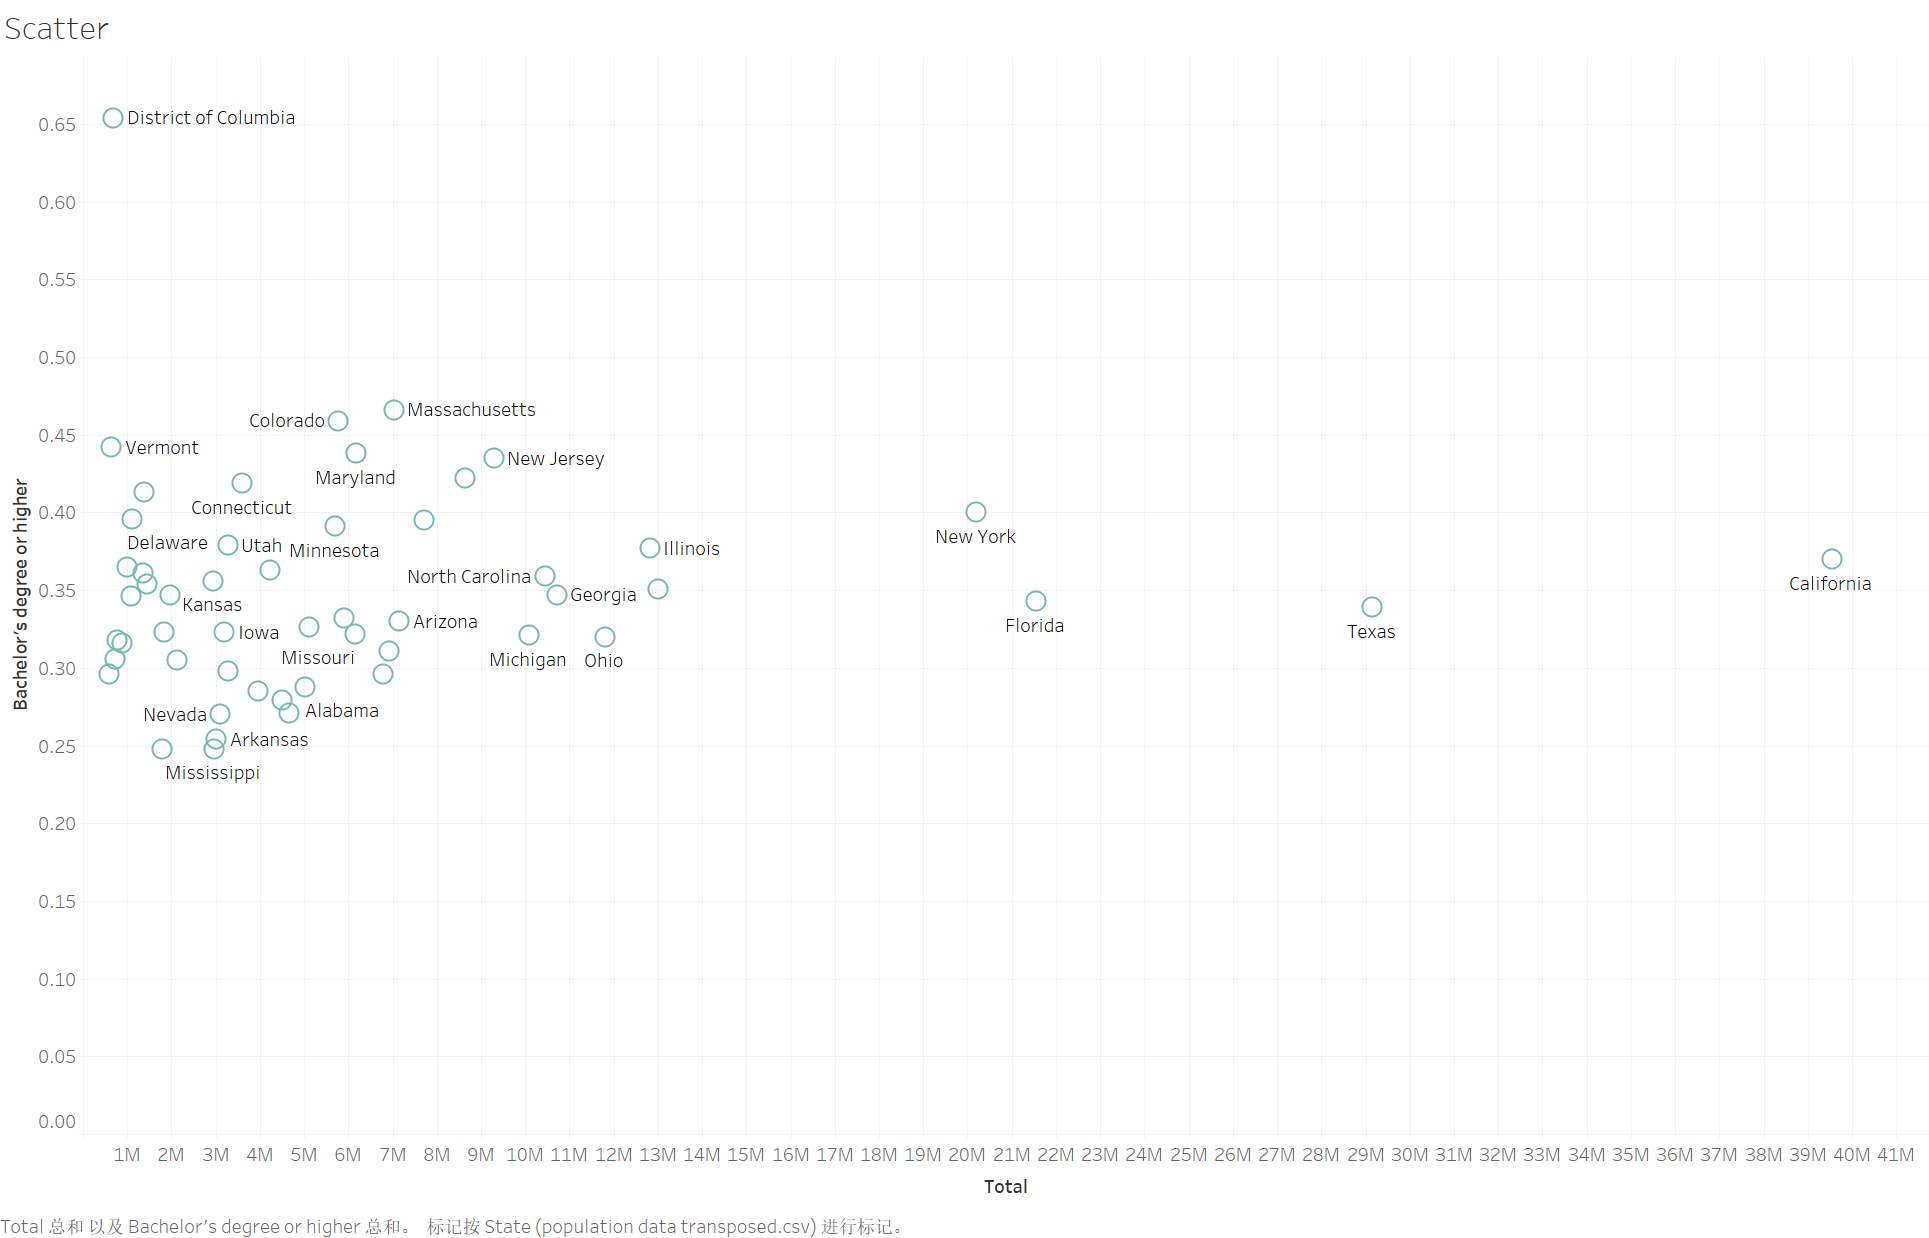 Scatter
District of Columbia
0.65
0.60
0.55
0.50
Massachusetts
Colorado
0.45
Vermont
New Jersey
Maryland
Connecticut
0.40
New York
Delaware
Utah
Minnesota
Illinois
North Carolina
California
0.35
Georgia
Kansas
Arizona
Florida
Texas
Iowa
Missouri
Michigan
Ohio
0.30
Nevada
Alabama
Arkansas
0.25
Mississippi
0.20
0.15
0.10
0.05
0.00
Bachelor's degree or higher
1M 2M 3M 4M 5M 6M 7M 8M 9M 10M 11M 12M 13M 14M 15M 16M 17M 18M 19M 20M 21M 22M 23M 24M 25M 26M 27M 28M 29M 30M 31M 32M 33M 34M 35M 36M 37M 38M 39M 40M 41M
Total
Total 总和 以及 Bachelor's degree or higher 总和。 标记按 State (population data transposed.csv) 进行标记。